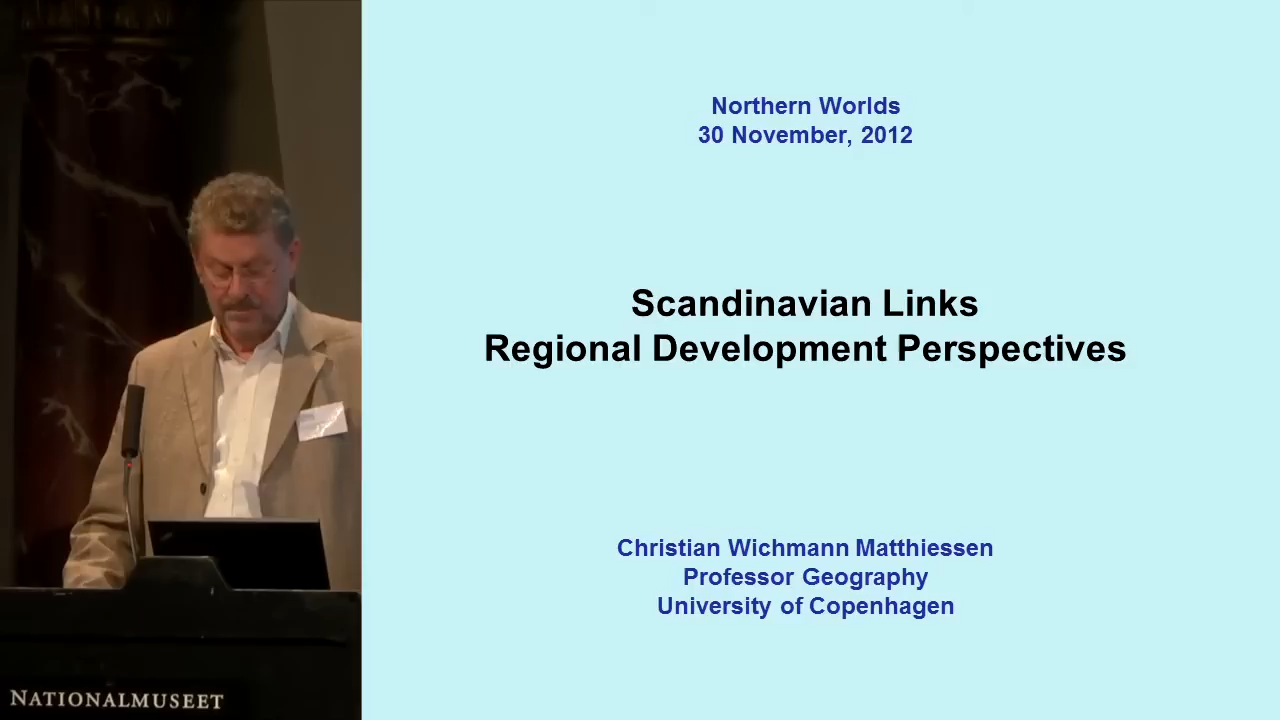 Northern Worlds
30 November, 2012
Scandinavian Links
Regional Development Perspectives
Christian Wichmann Matthiessen
Professor Geography
University of Copenhagen
NATIONALMUSEET